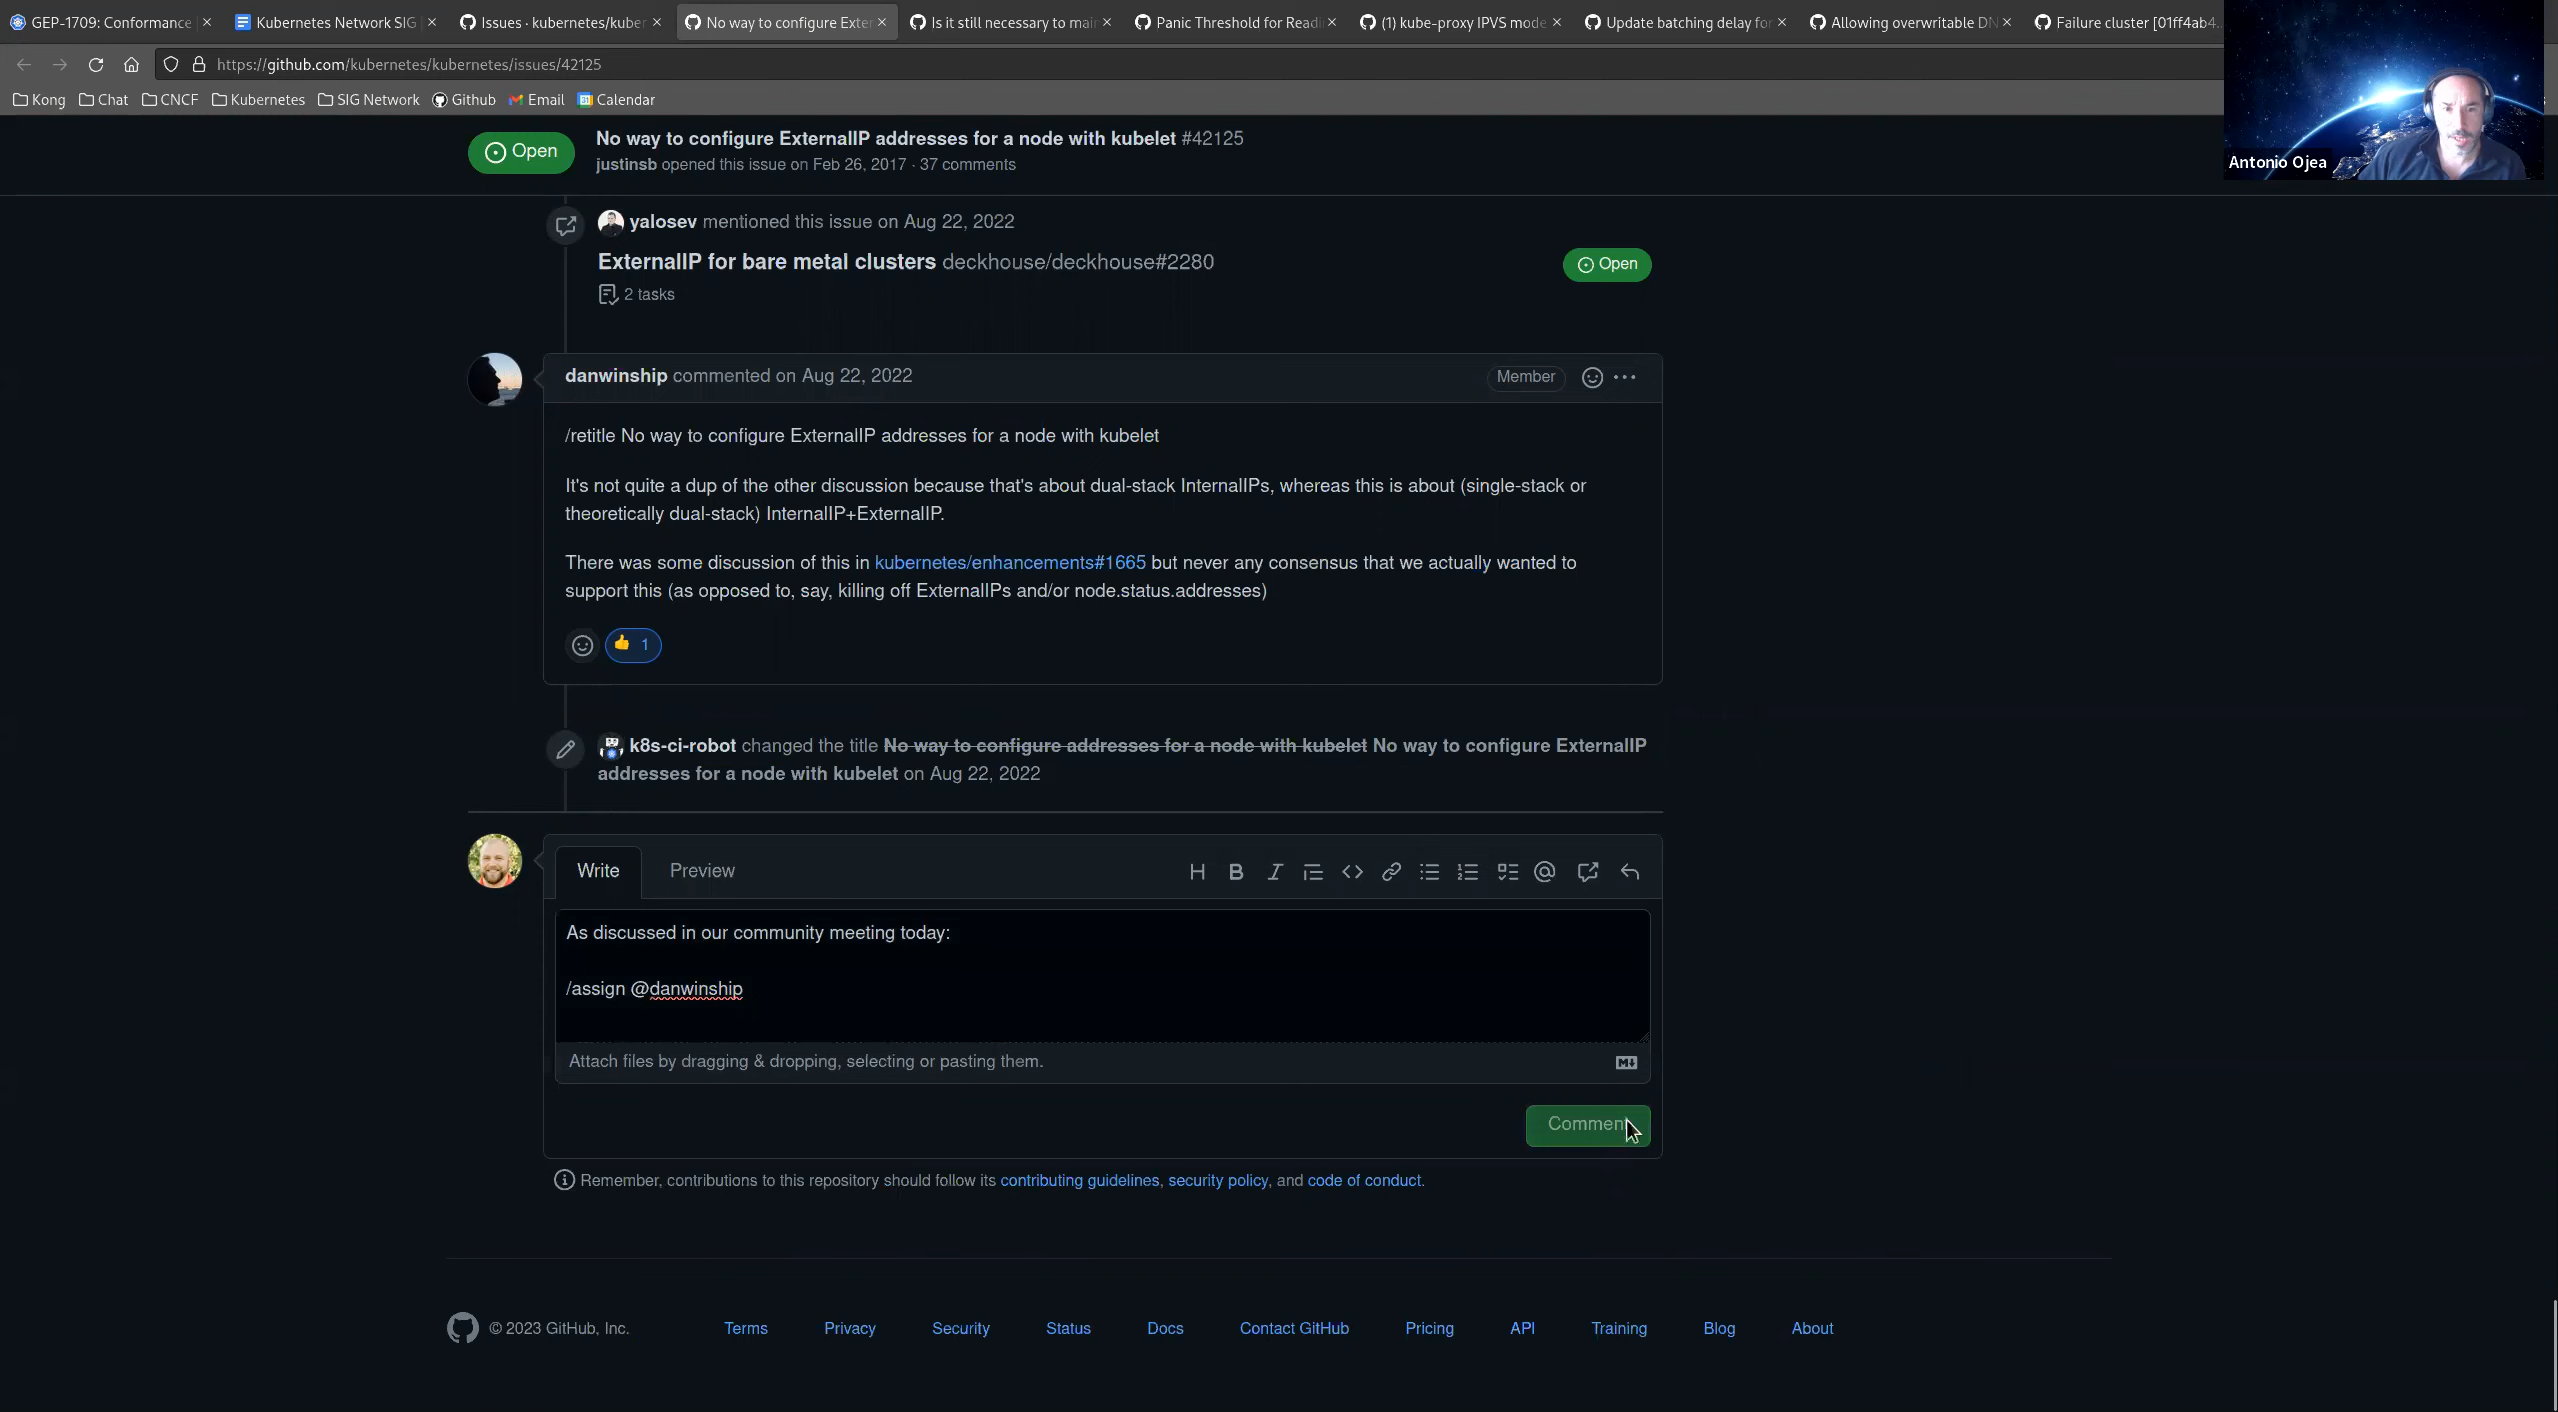 GEP-1709: Conformance
Kubernetes Network SIG
Issues · kubernetes/kuber
No way to configure Exter
Is it still necessary to mai
Panic Threshold for Readi
(1) kube-proxy IPVS mode
Update batching delay for
Allowing overwritable DN
Failure cluster [01ff4ab4...
https://github.com/kubernetes/kubernetes/issues/42125
Kong
Chat
CNCF
Kubernetes
SIG Network
Github
Email
Calendar
Antonio Ojea
Open
No way to configure ExternalIP addresses for a node with kubelet #42125
justinsb opened this issue on Feb 26, 2017 · 37 comments
yalosev mentioned this issue on Aug 22, 2022
ExternalIP for bare metal clusters deckhouse/deckhouse#2280
Open
2 tasks
danwinship commented on Aug 22, 2022
Member
/retitle No way to configure ExternalIP addresses for a node with kubelet
It's not quite a dup of the other discussion because that's about dual-stack InternalIPs, whereas this is about (single-stack or
theoretically dual-stack) InternalIP+ExternalIP.
There was some discussion of this in kubernetes/enhancements#1665 but never any consensus that we actually wanted to
support this (as opposed to, say, killing off ExternalIPs and/or node.status.addresses)
1
k8s-ci-robot changed the title No way to configure addresses for a node with kubelet No way to configure ExternalIP
addresses for a node with kubelet on Aug 22, 2022
Write
Preview
As discussed in our community meeting today:
/assign @danwinship
Attach files by dragging & dropping, selecting or pasting them.
Comment
Remember, contributions to this repository should follow its contributing guidelines, security policy, and code of conduct.
© 2023 GitHub, Inc.
Terms
Privacy
Security
Status
Docs
Contact GitHub
Pricing
API
Training
Blog
About